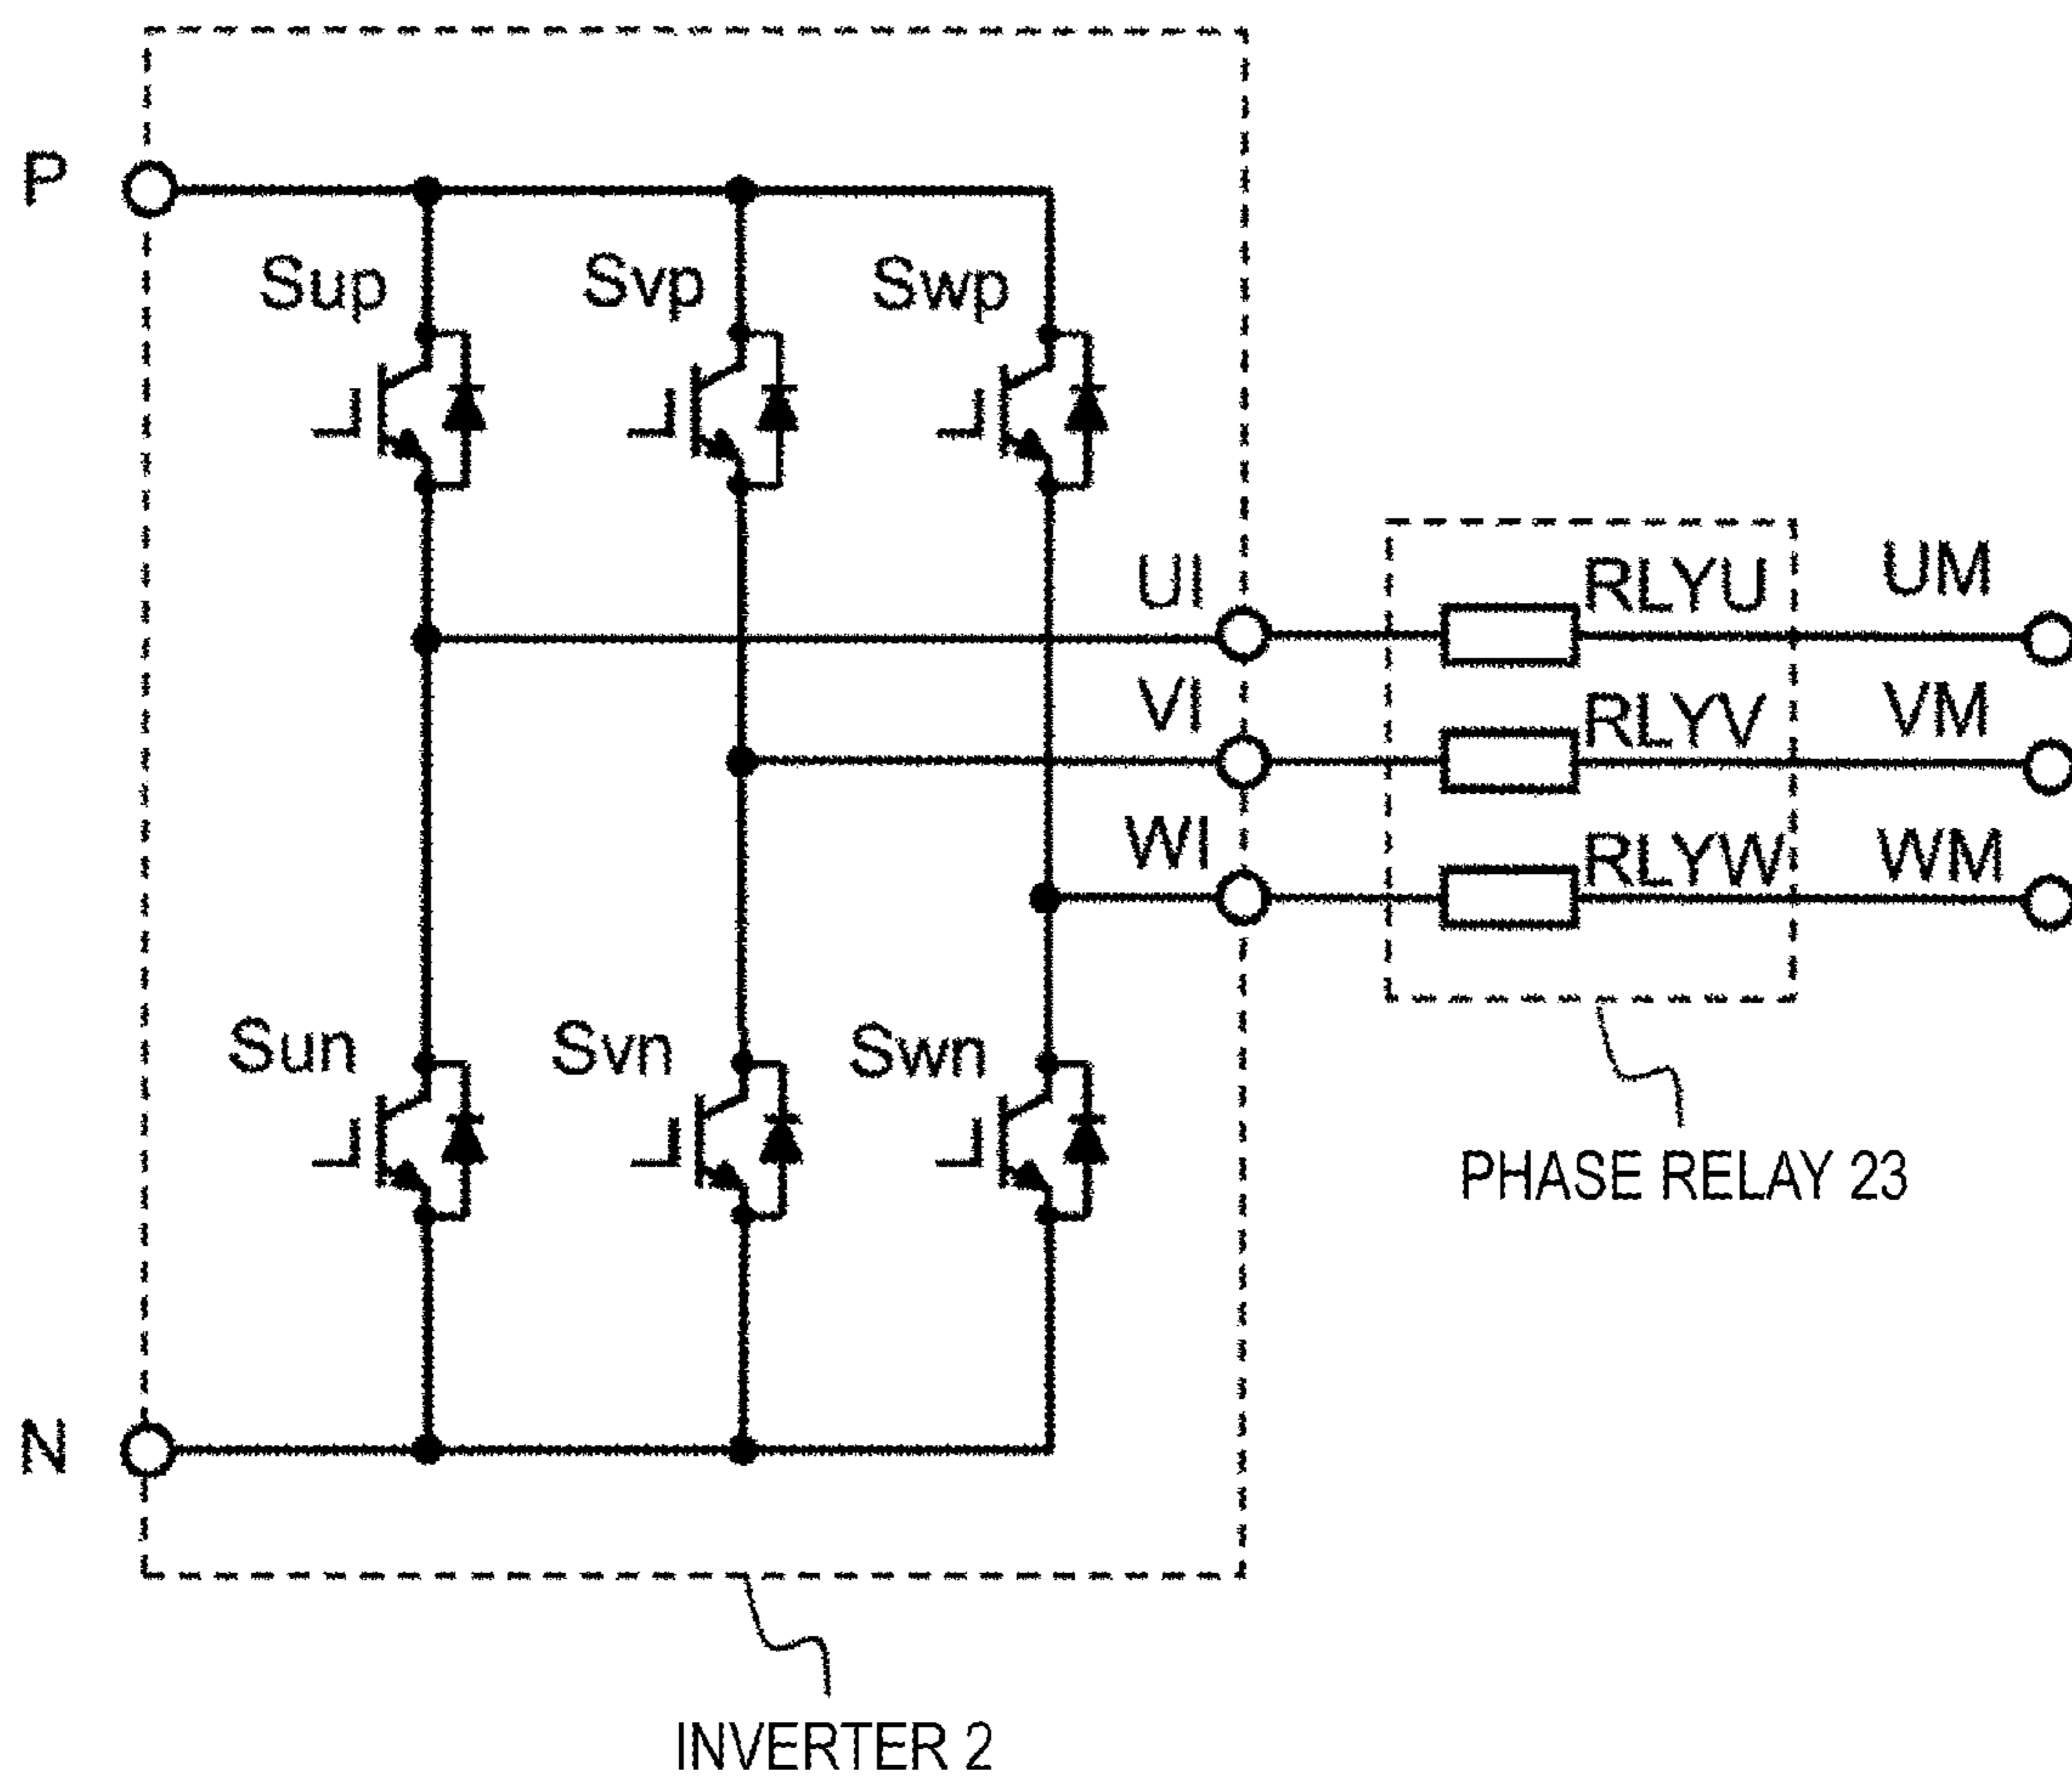 P
Sup
Svp
Swp
UI
RLYU
UM
VI
RLYV
VM
WI
RLYW
WM
Sun
Svn
Swn
PHASE RELAY 23
N
INVERTER 2